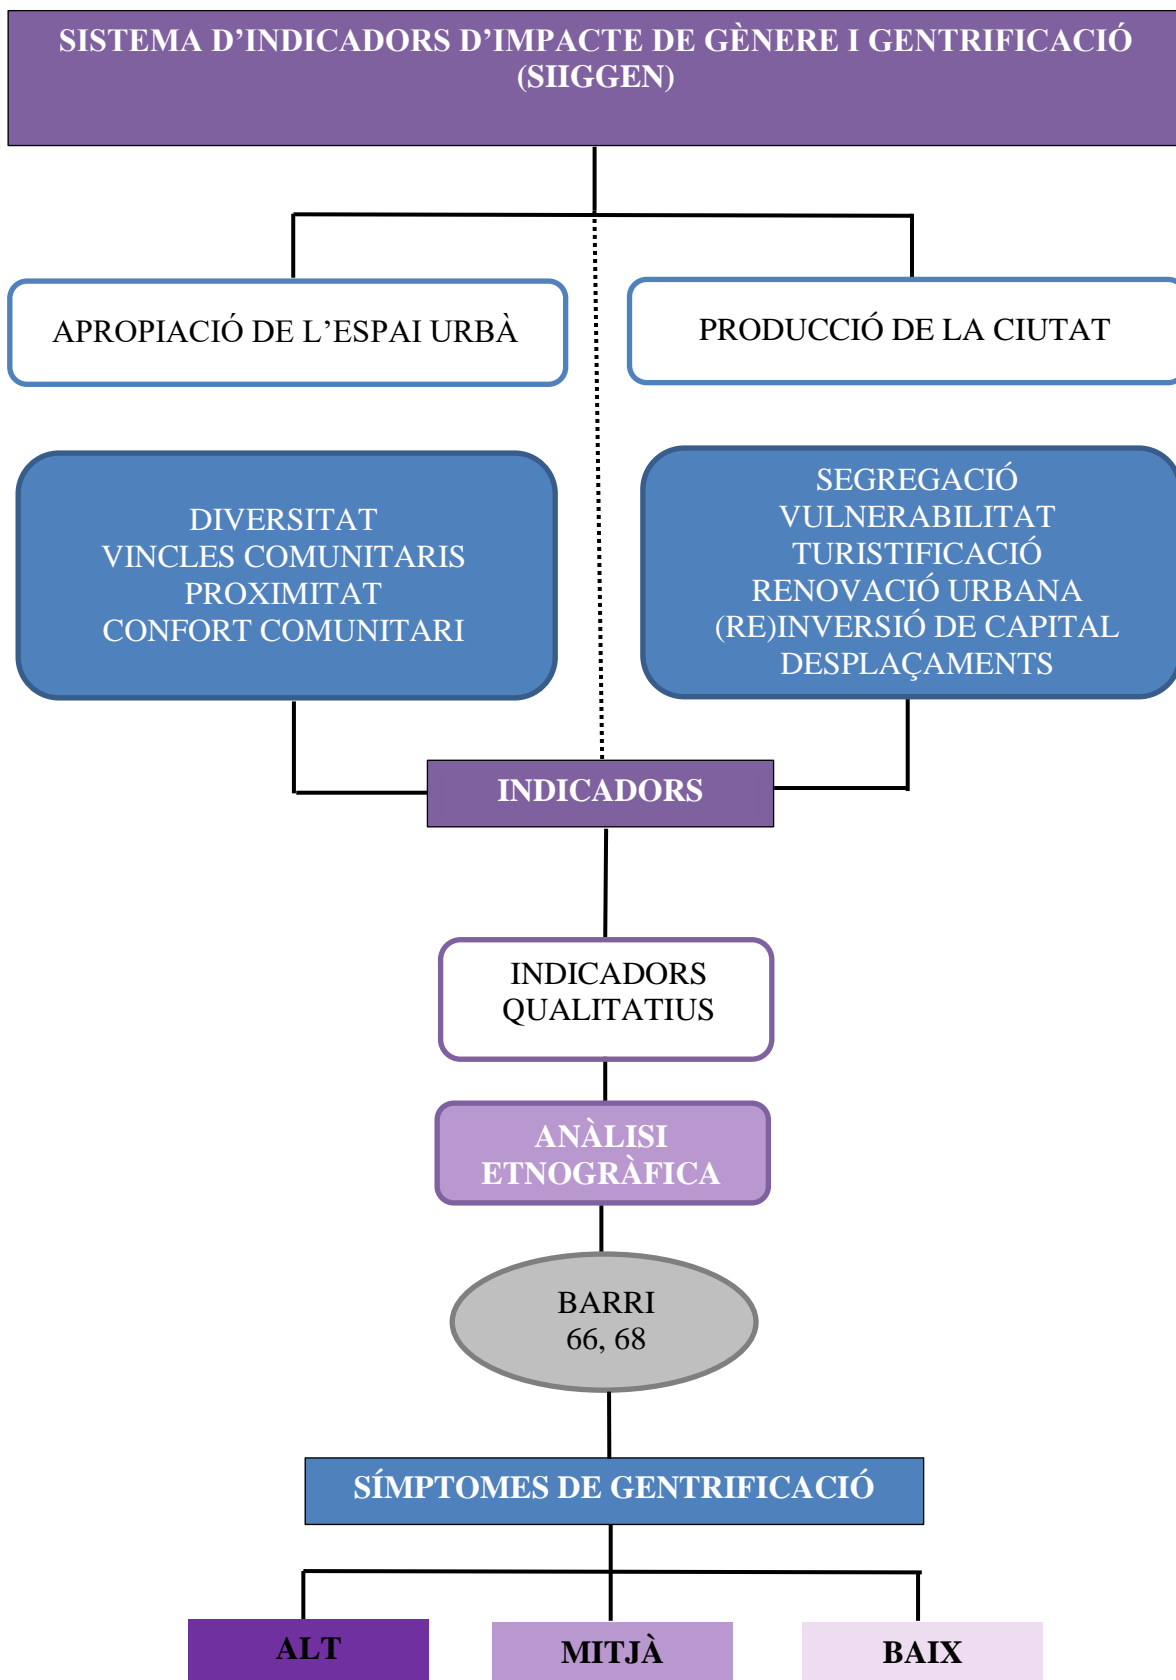 SISTEMA D’INDICADORS D’IMPACTE DE GÈNERE I GENTRIFICACIÓ
(SIIGGEN)
APROPIACIÓ DE L’ESPAI URBÀ
PRODUCCIÓ DE LA CIUTAT
DIVERSITAT
VINCLES COMUNITARIS
PROXIMITAT
CONFORT COMUNITARI
SEGREGACIÓ
VULNERABILITAT
TURISTIFICACIÓ
RENOVACIÓ URBANA
(RE)INVERSIÓ DE CAPITAL
DESPLAÇAMENTS
INDICADORS
INDICADORS
QUALITATIUS
ANÀLISI
ETNOGRÀFICA
BARRI
66, 68
SÍMPTOMES DE GENTRIFICACIÓ
ALT
MITJÀ
BAIX